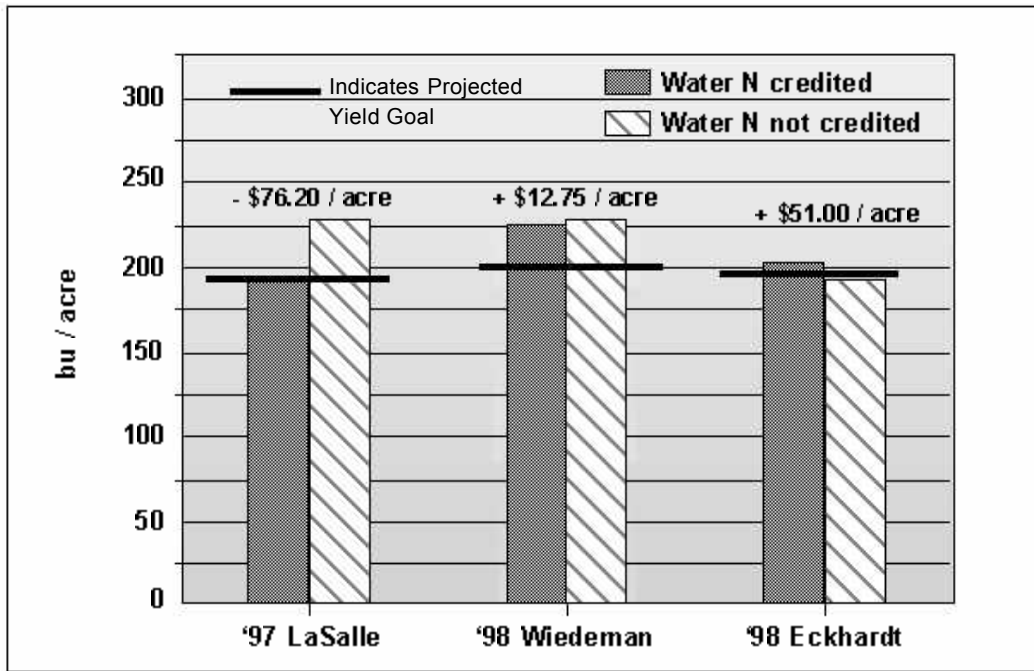 Indicates Projected
Yield Goal
Water N credited
Water N not credited
300
250
200
150
100
50
0
bu / acre
- $76.20 / acre
+ $12.75 / acre
+ $51.00 / acre
‘97 LaSalle
‘98 Wiedeman
‘98 Eckhardt